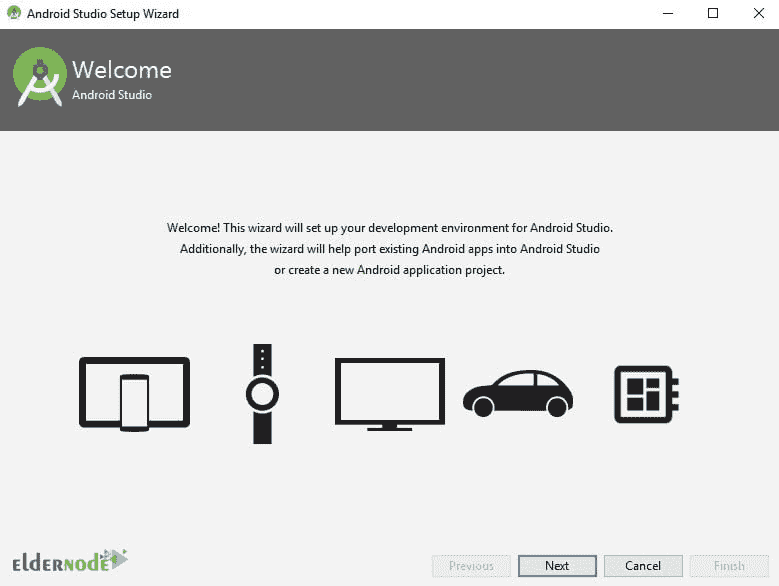 Android Studio Setup Wizard
Welcome
Android Studio
Welcome! This wizard will set up your development environment for Android Studio.
Additionally, the wizard will help port existing Android apps into Android Studio
or create a new Android application project.
elderNode
Previous Next Cancel Finish